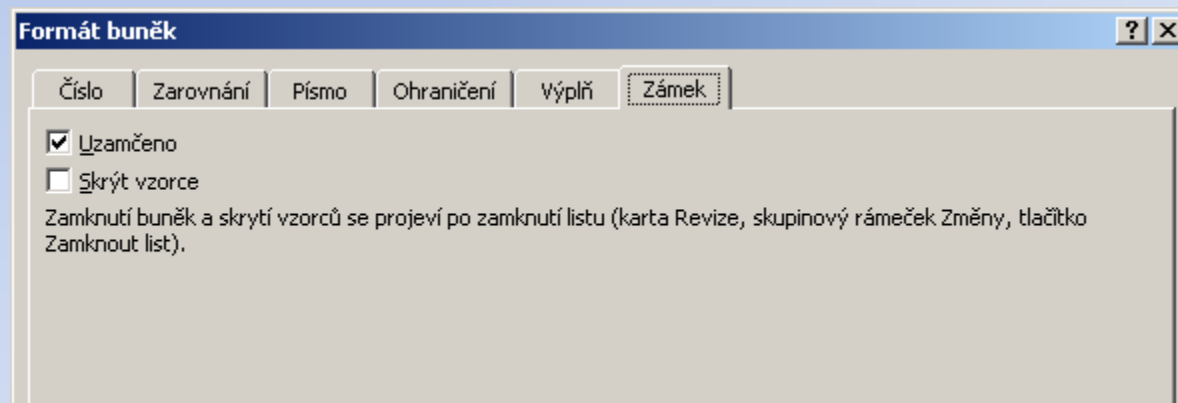 Formát buněk
Číslo Zarovnání Písmo Ohraničení Výplň Zámek
Uzamčeno
Skrýt vzorce
Zamknutí buněk a skrytí vzorců se projeví po zamknutí listu (karta Revize, skupinový rámeček Změny, tlačítko
Zamknout list).